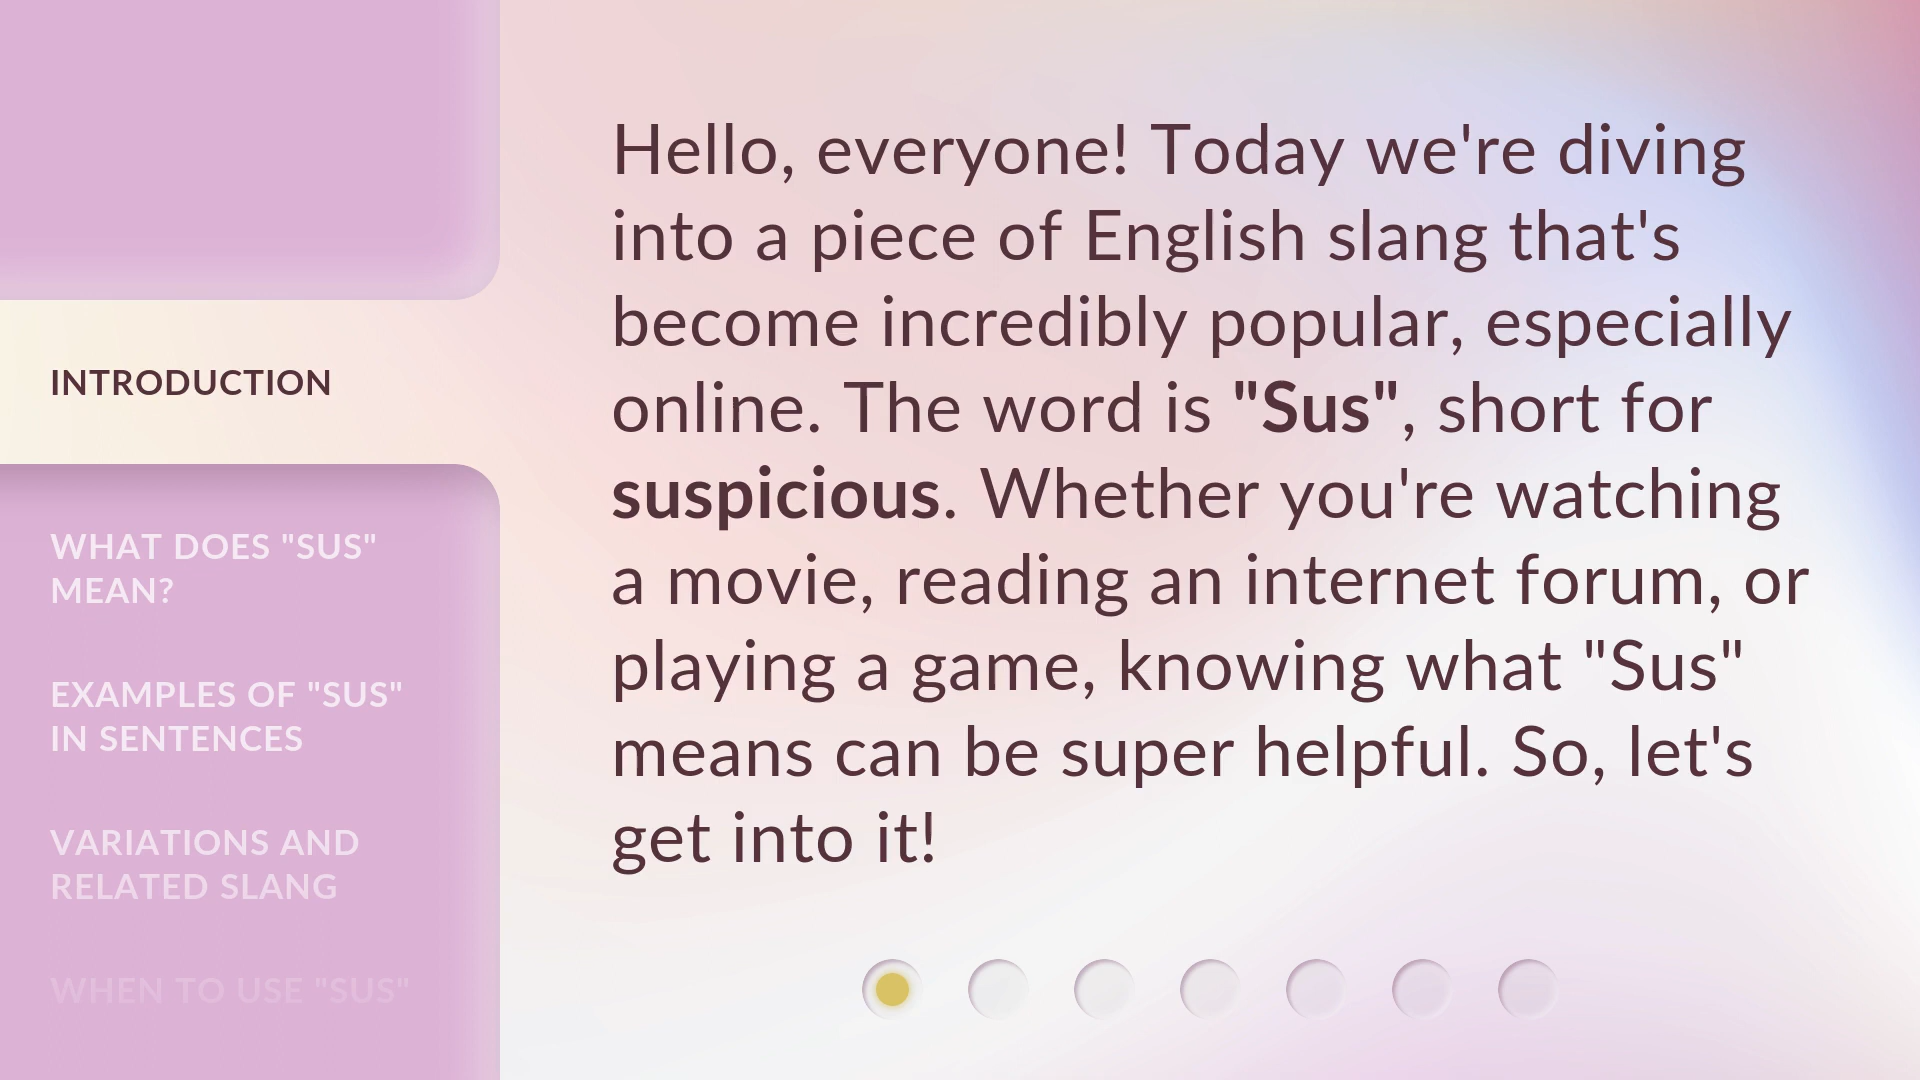 INTRODUCTION
WHAT DOES "SUS"
MEAN?
EXAMPLES OF "SUS"
IN SENTENCES
VARIATIONS AND
RELATED SLANG
WHEN TO USE "SUS"
Hello, everyone! Today we're diving
into a piece of English slang that's
become incredibly popular, especially
online. The word is "Sus", short for
suspicious. Whether you're watching
a movie, reading an internet forum, or
playing a game, knowing what "Sus"
means can be super helpful. So, let's
get into it!